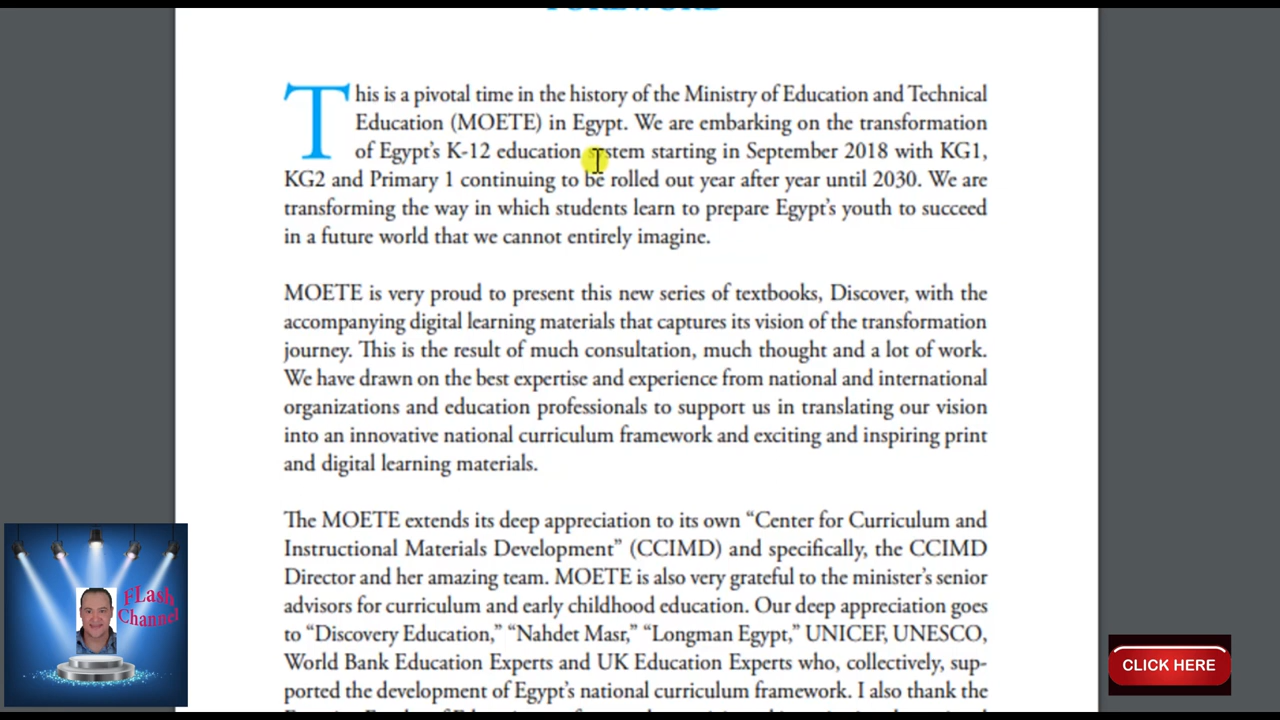 FOREWORD
This is a pivotal time in the history of the Ministry of Education and Technical
Education (MOETE) in Egypt. We are embarking on the transformation
of Egypt's K-12 education system starting in September 2018 with KG1,
KG2 and Primary 1 continuing to be rolled out year after year until 2030. We are
transforming the way in which students learn to prepare Egypt's youth to succeed
in a future world that we cannot entirely imagine.
MOETE is very proud to present this new series of textbooks, Discover, with the
accompanying digital learning materials that captures its vision of the transformation
journey. This is the result of much consultation, much thought and a lot of work.
We have drawn on the best expertise and experience from national and international
organizations and education professionals to support us in translating our vision
into an innovative national curriculum framework and exciting and inspiring print
and digital learning materials.
The MOETE extends its deep appreciation to its own “Center for Curriculum and
Instructional Materials Development” (CCIMD) and specifically, the CCIMD
Director and her amazing team. MOETE is also very grateful to the minister's senior
advisors for curriculum and early childhood education. Our deep appreciation goes
to “Discovery Education,” “Nahdet Masr,” “Longman Egypt,” UNICEF, UNESCO,
World Bank Education Experts and UK Education Experts who, collectively, sup-
ported the development of Egypt's national curriculum framework. I also thank the
FLash
Channel
CLICK HERE